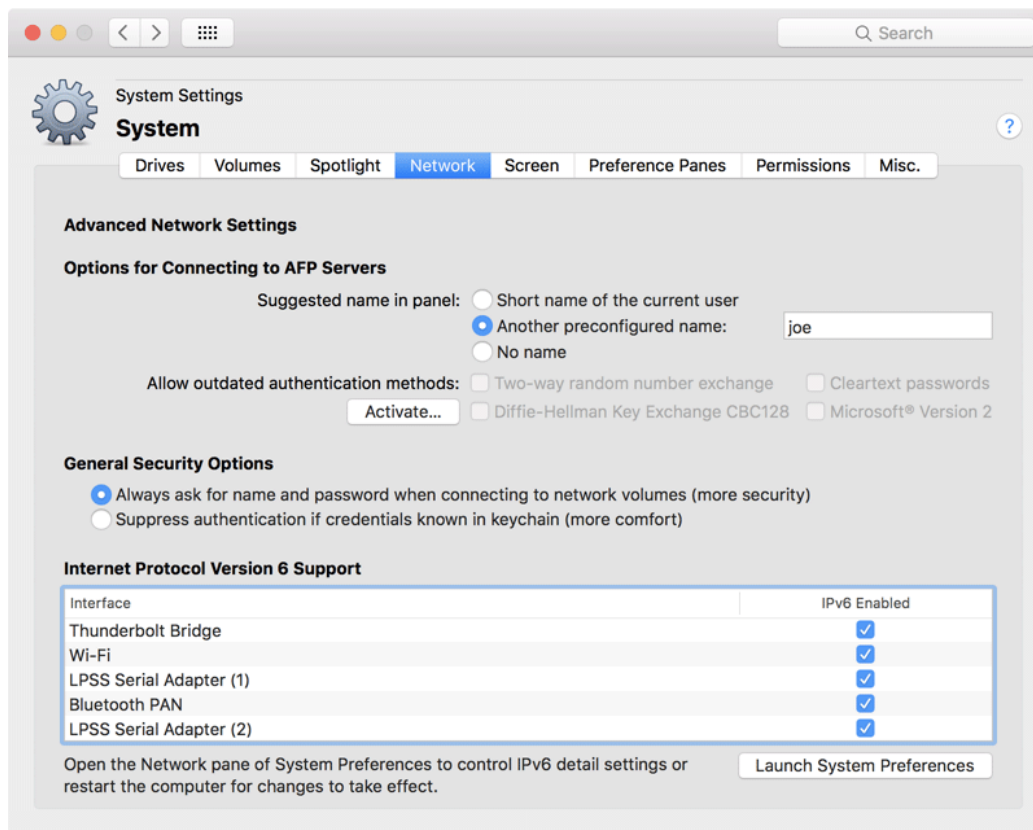 Search
System Settings
System
?
Drives Volumes Spotlight Network Screen Preference Panes Permissions Misc.
Advanced Network Settings
Options for Connecting to AFP Servers
Suggested name in panel: Short name of the current user
Another preconfigured name: joe
No name
Allow outdated authentication methods: Two-way random number exchange Cleartext passwords
Activate... Diffie-Hellman Key Exchange CBC128 Microsoft® Version 2
General Security Options
Always ask for name and password when connecting to network volumes (more security)
Suppress authentication if credentials known in keychain (more comfort)
Internet Protocol Version 6 Support
Interface IPv6 Enabled
Thunderbolt Bridge
Wi-Fi
LPSS Serial Adapter (1)
Bluetooth PAN
LPSS Serial Adapter (2)
Open the Network pane of System Preferences to control IPv6 detail settings or Launch System Preferences
restart the computer for changes to take effect.